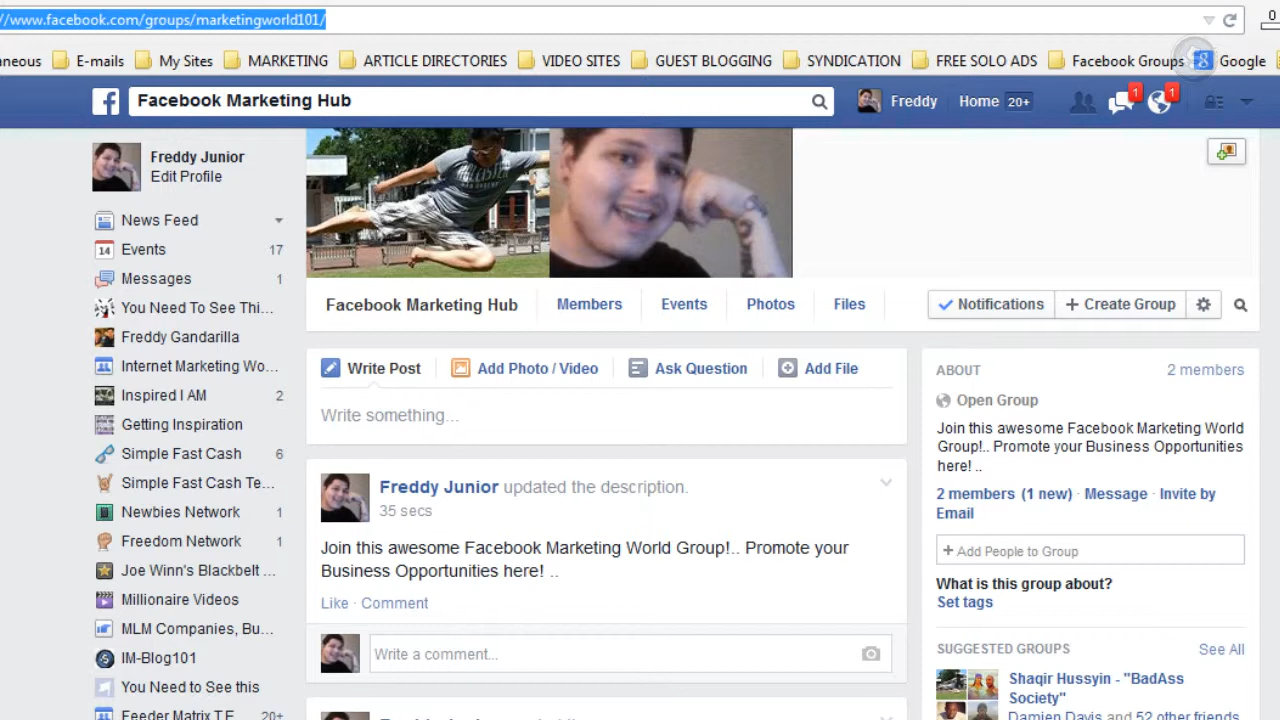 //www.facebook.com/groups/marketingworld101/
0
aneous E-mails My Sites MARKETING ARTICLE DIRECTORIES VIDEO SITES GUEST BLOGGING SYNDICATION FREE SOLO ADS Facebook Groups Google
Facebook Marketing Hub
Freddy Home 20+ 1 1
Freddy Junior
Edit Profile
News Feed
14 Events 17
Messages 1
You Need To See Thi...
Freddy Gandarilla
Internet Marketing Wo...
Inspired I AM 2
Getting Inspiration
Simple Fast Cash 6
Simple Fast Cash Te...
Newbies Network 1
Freedom Network 1
Joe Winn's Blackbelt ...
Millionaire Videos
MLM Companies, Bu...
IM-Blog101
You Need to See this
Feeder Matrix T.E. 20+
Facebook Marketing Hub Members Events Photos Files
Notifications + Create Group
Write Post Add Photo / Video Ask Question Add File
Write something...
Freddy Junior updated the description.
35 secs
Join this awesome Facebook Marketing World Group!.. Promote your
Business Opportunities here! ..
Like · Comment
Write a comment...
ABOUT 2 members
Open Group
Join this awesome Facebook Marketing World
Group!.. Promote your Business Opportunities
here! ..
2 members (1 new) · Message · Invite by
Email
+ Add People to Group
What is this group about?
Set tags
SUGGESTED GROUPS See All
Shaqir Hussyin - "BadAss
Society"
Damien Davis and 52 other friends